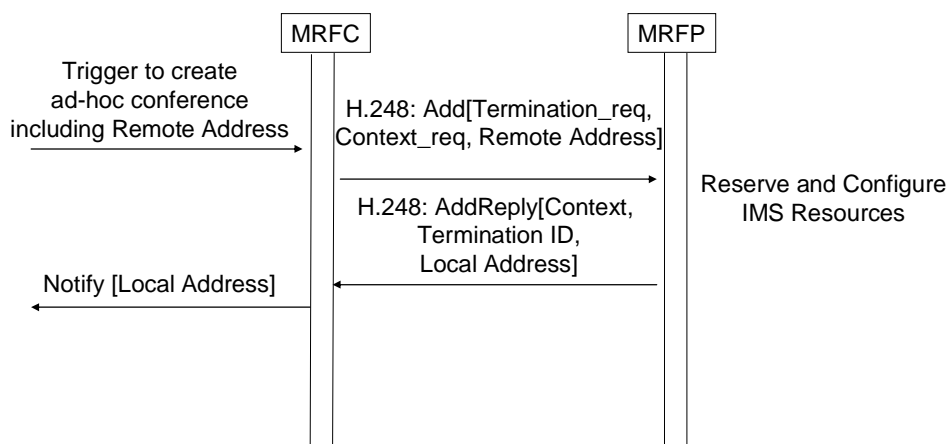 MRFC
MRFP
Trigger to create
ad-hoc conference
including Remote Address
H.248: Add[Termination_req,
Context_req, Remote Address]
Reserve and Configure
IMS Resources
H.248: AddReply[Context,
Termination ID,
Local Address]
Notify [Local Address]